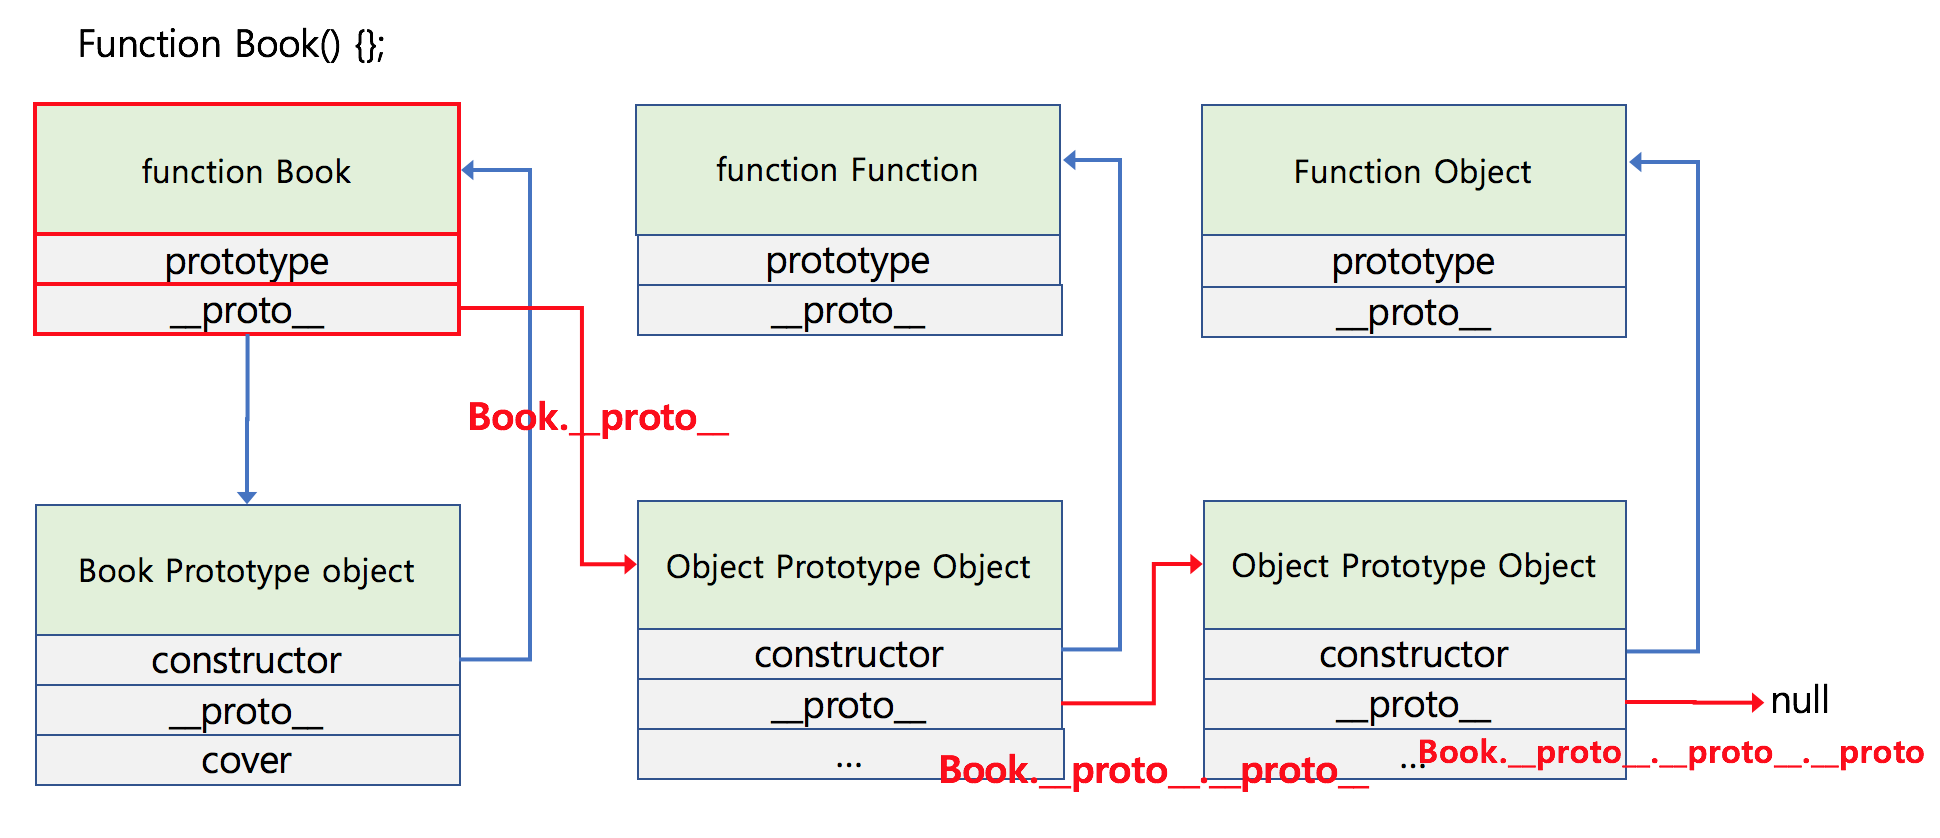 Function Book() {};
function Book
prototype
__proto__
function Function
prototype
__proto__
Function Object
prototype
__proto__
Book.__proto__
Book Prototype object
constructor
__proto__
cover
Object Prototype Object
constructor
__proto__
...
Book.__proto__.__proto__
Object Prototype Object
constructor
__proto__
...
null
Book.__proto__.__proto__.__proto